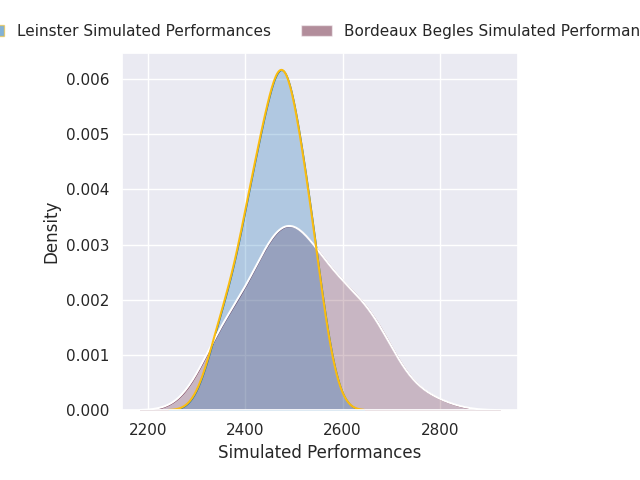 Leinster Simulated Performances
Bordeaux Begles Simulated Performan
0.006
0.005
0.004
0.003
0.002
0.001
0.000
Density
2200 2400 2600 2800
Simulated Performances